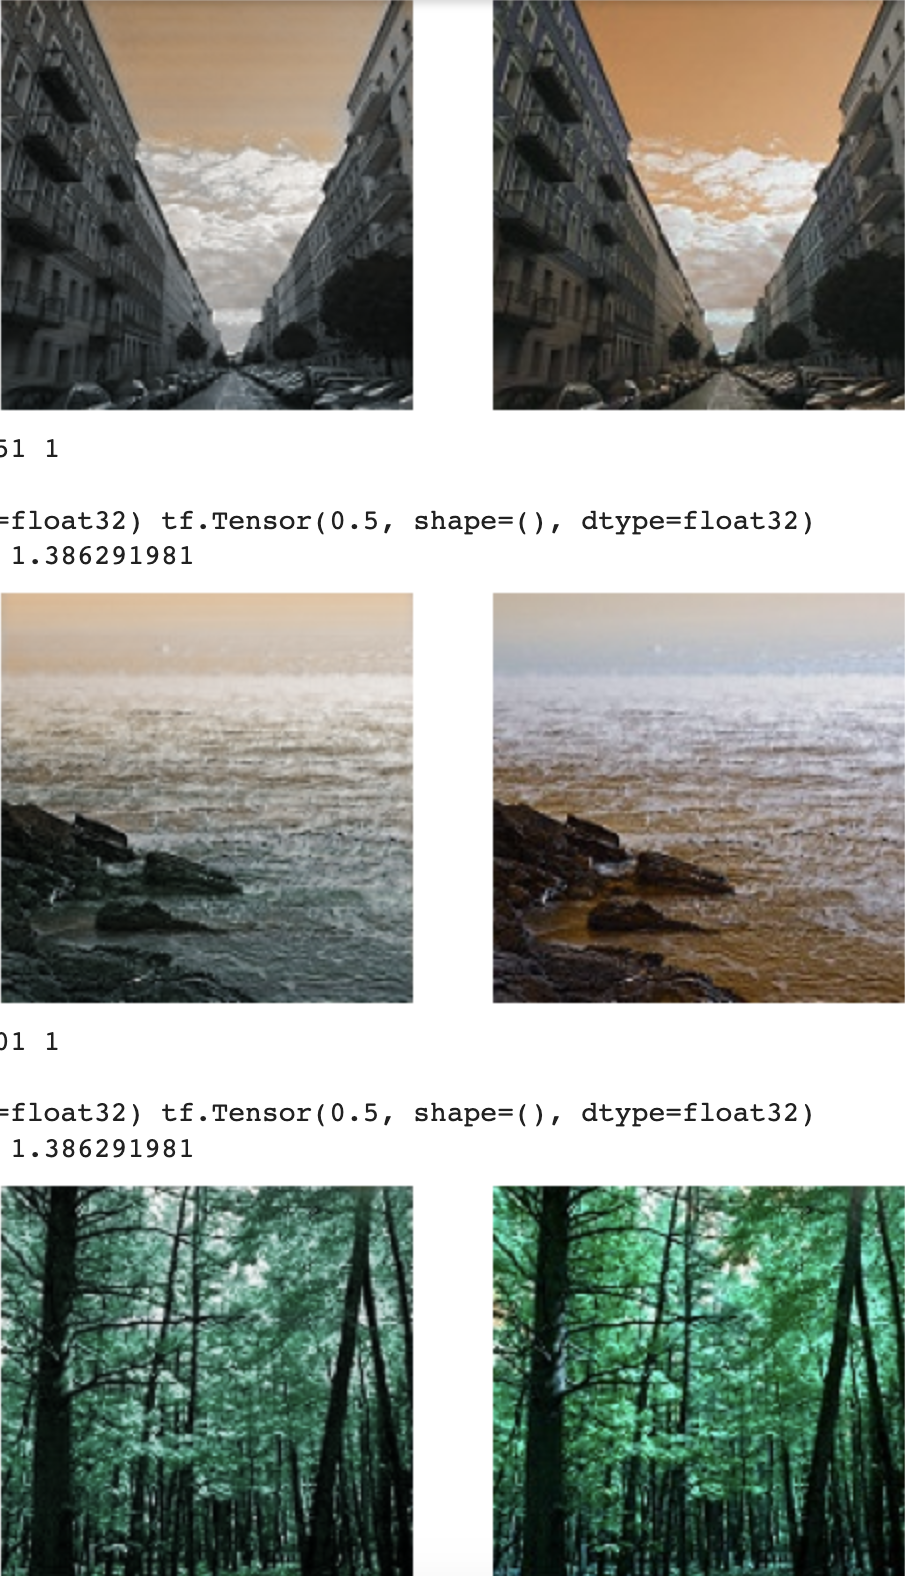 51 1
=float32) tf.Tensor(0.5, shape=(), dtype=float32)
1.386291981
01 1
=float32) tf.Tensor(0.5, shape=(), dtype=float32)
1.386291981